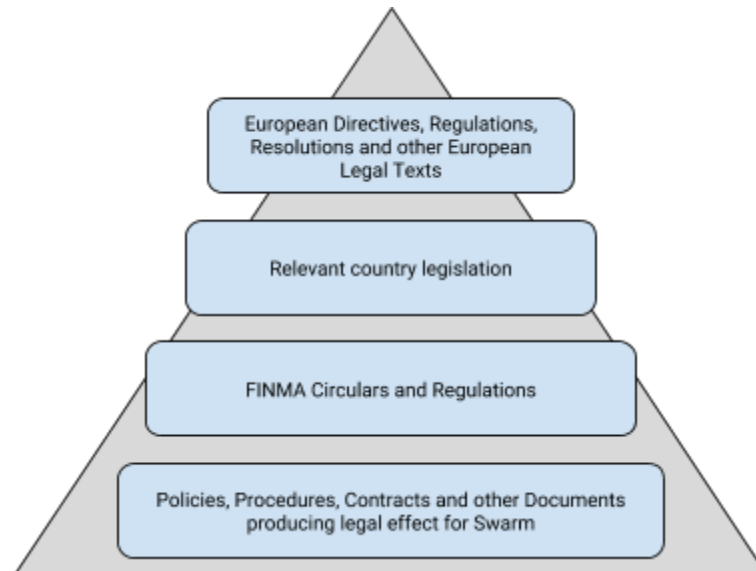 European Directives, Regulations,
Resolutions and other European
Legal Texts
Relevant country legislation
FINMA Circulars and Regulations
Policies, Procedures, Contracts and other Documents
producing legal effect for Swarm